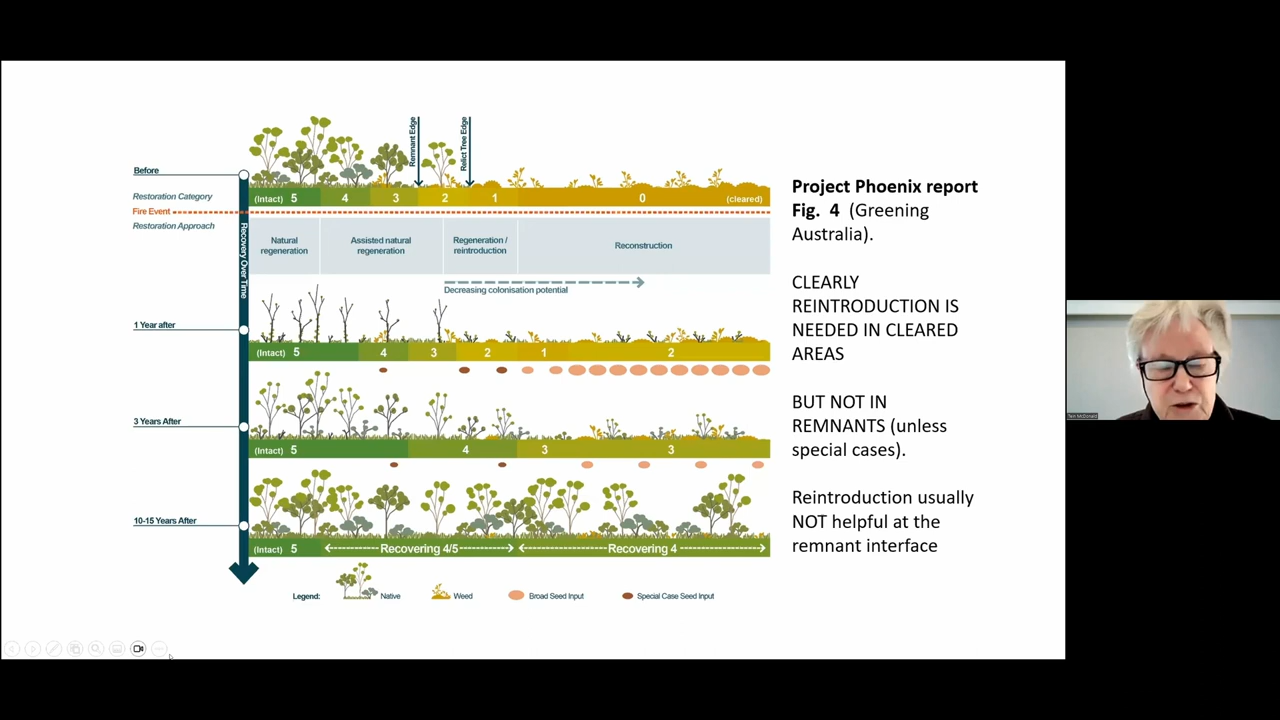 Remnant Edge
Relict Tree Edge
Before
Restoration Category
(Intact) 5 4 3 2 1 0 (cleared)
Fire Event
Restoration Approach
Recovery Over Time
Natural
regeneration
Assisted natural
regeneration
Regeneration /
reintroduction
Reconstruction
Decreasing colonisation potential
1 Year after
(Intact) 5 4 3 2 1 2
3 Years After
(Intact) 5 4 3 3
10-15 Years After
(Intact) 5 Recovering 4/5 Recovering 4
Legend: Native Weed Broad Seed Input Special Case Seed Input
Project Phoenix report
Fig. 4 (Greening
Australia).
CLEARLY
REINTRODUCTION IS
NEEDED IN CLEARED
AREAS
BUT NOT IN
REMNANTS (unless
special cases).
Reintroduction usually
NOT helpful at the
remnant interface
Tein McDonald